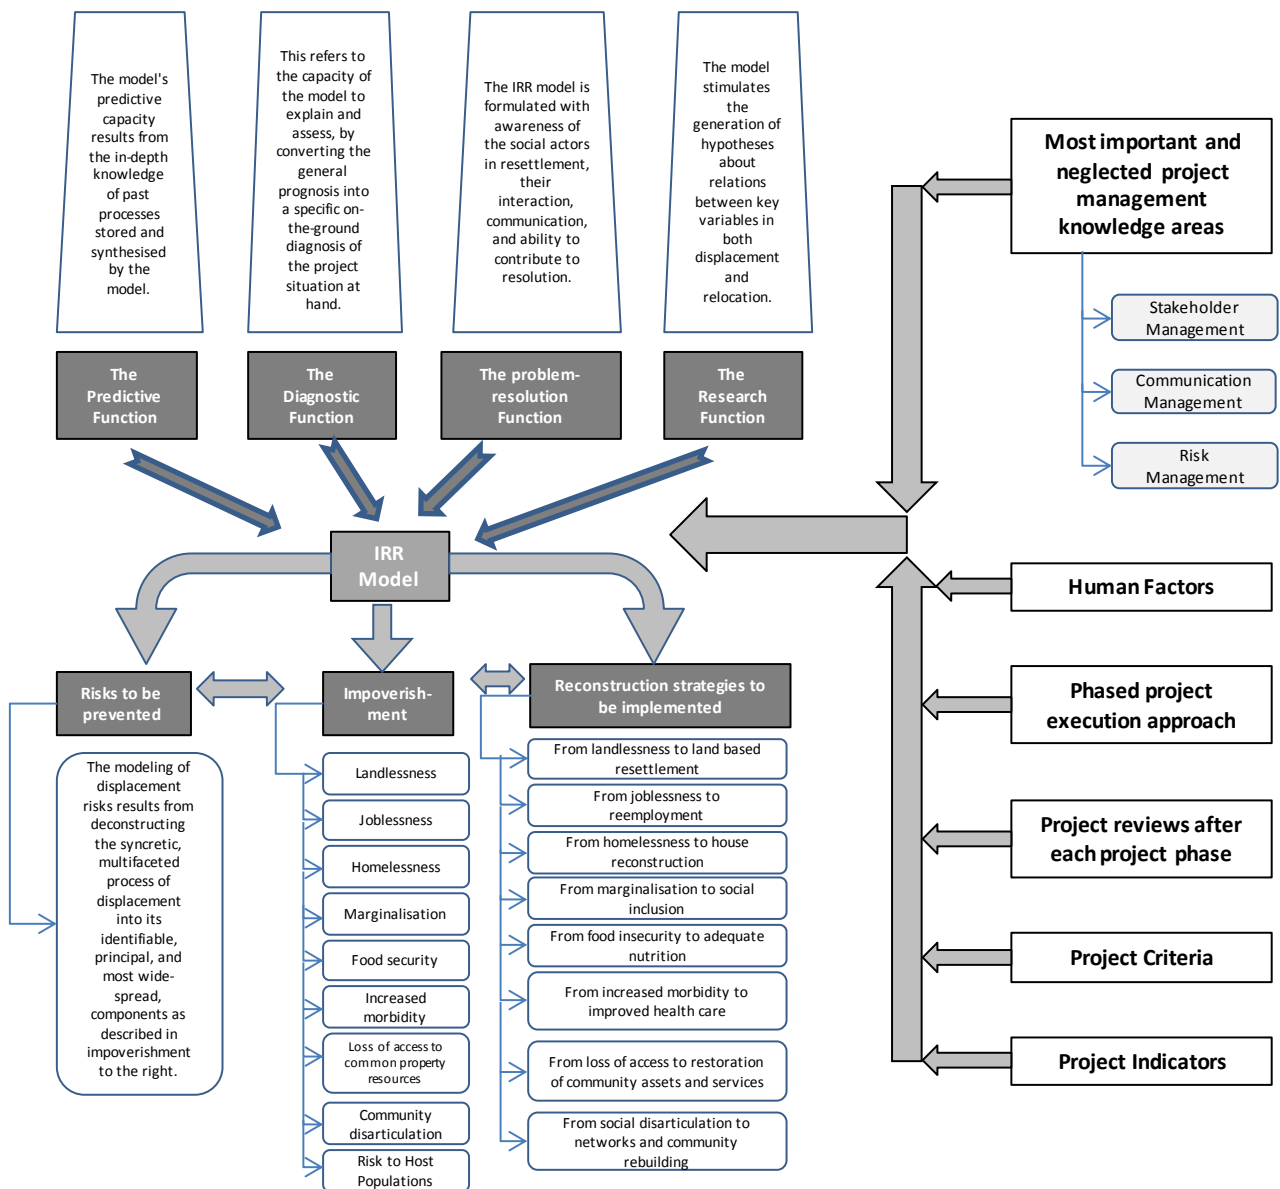 The model's
predictive
capacity
results from
the in-depth
knowledge
of past
processes
stored and
synthesised
by the
model.
This refers to
the capacity of
the model to
explain and
assess, by
converting the
general
prognosis into
a specific on-
the-ground
diagnosis of
the project
situation at
hand.
The IRR model is
formulated with
awareness of
the social actors
in resettlement,
their
interaction,
communication,
and ability to
contribute to
resolution.
The model
stimulates
the
generation of
hypotheses
about
relations
between key
variables in
both
displacement
and
relocation.
The
Predictive
Function
The
Diagnostic
Function
The problem-
resolution
Function
The
Research
Function
IRR
Model
Risks to be
prevented
Impoverish-
ment
Reconstruction strategies to
be implemented
The modeling of
displacement
risks results from
deconstructing
the syncretic,
multifaceted
process of
displacement
into its
identifiable,
principal, and
most wide-
spread,
components as
described in
impoverishment
to the right.
Landlessness
Joblessness
Homelessness
Marginalisation
Food security
Increased
morbidity
Loss of access to
common property
resources
Community
disarticulation
Risk to Host
Populations
From landlessness to land based
resettlement
From joblessness to
reemployment
From homelessness to house
reconstruction
From marginalisation to social
inclusion
From food insecurity to adequate
nutrition
From increased morbidity to
improved health care
From loss of access to restoration
of community assets and services
From social disarticulation to
networks and community
rebuilding
Most important and
neglected project
management
knowledge areas
Stakeholder
Management
Communication
Management
Risk
Management
Human Factors
Phased project
execution approach
Project reviews after
each project phase
Project Criteria
Project Indicators